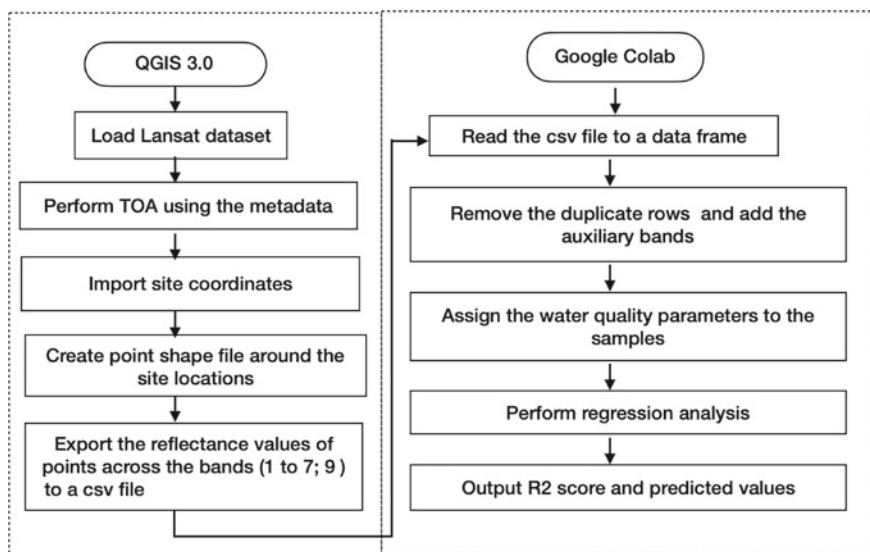 QGIS 3.0
Load Lansat dataset
Perform TOA using the metadata
Import site coordinates
Create point shape file around the
site locations
Export the reflectance values of
points across the bands (1 to 7; 9 )
to a csv file
Google Colab
Read the csv file to a data frame
Remove the duplicate rows and add the
auxiliary bands
Assign the water quality parameters to the
samples
Perform regression analysis
Output R2 score and predicted values